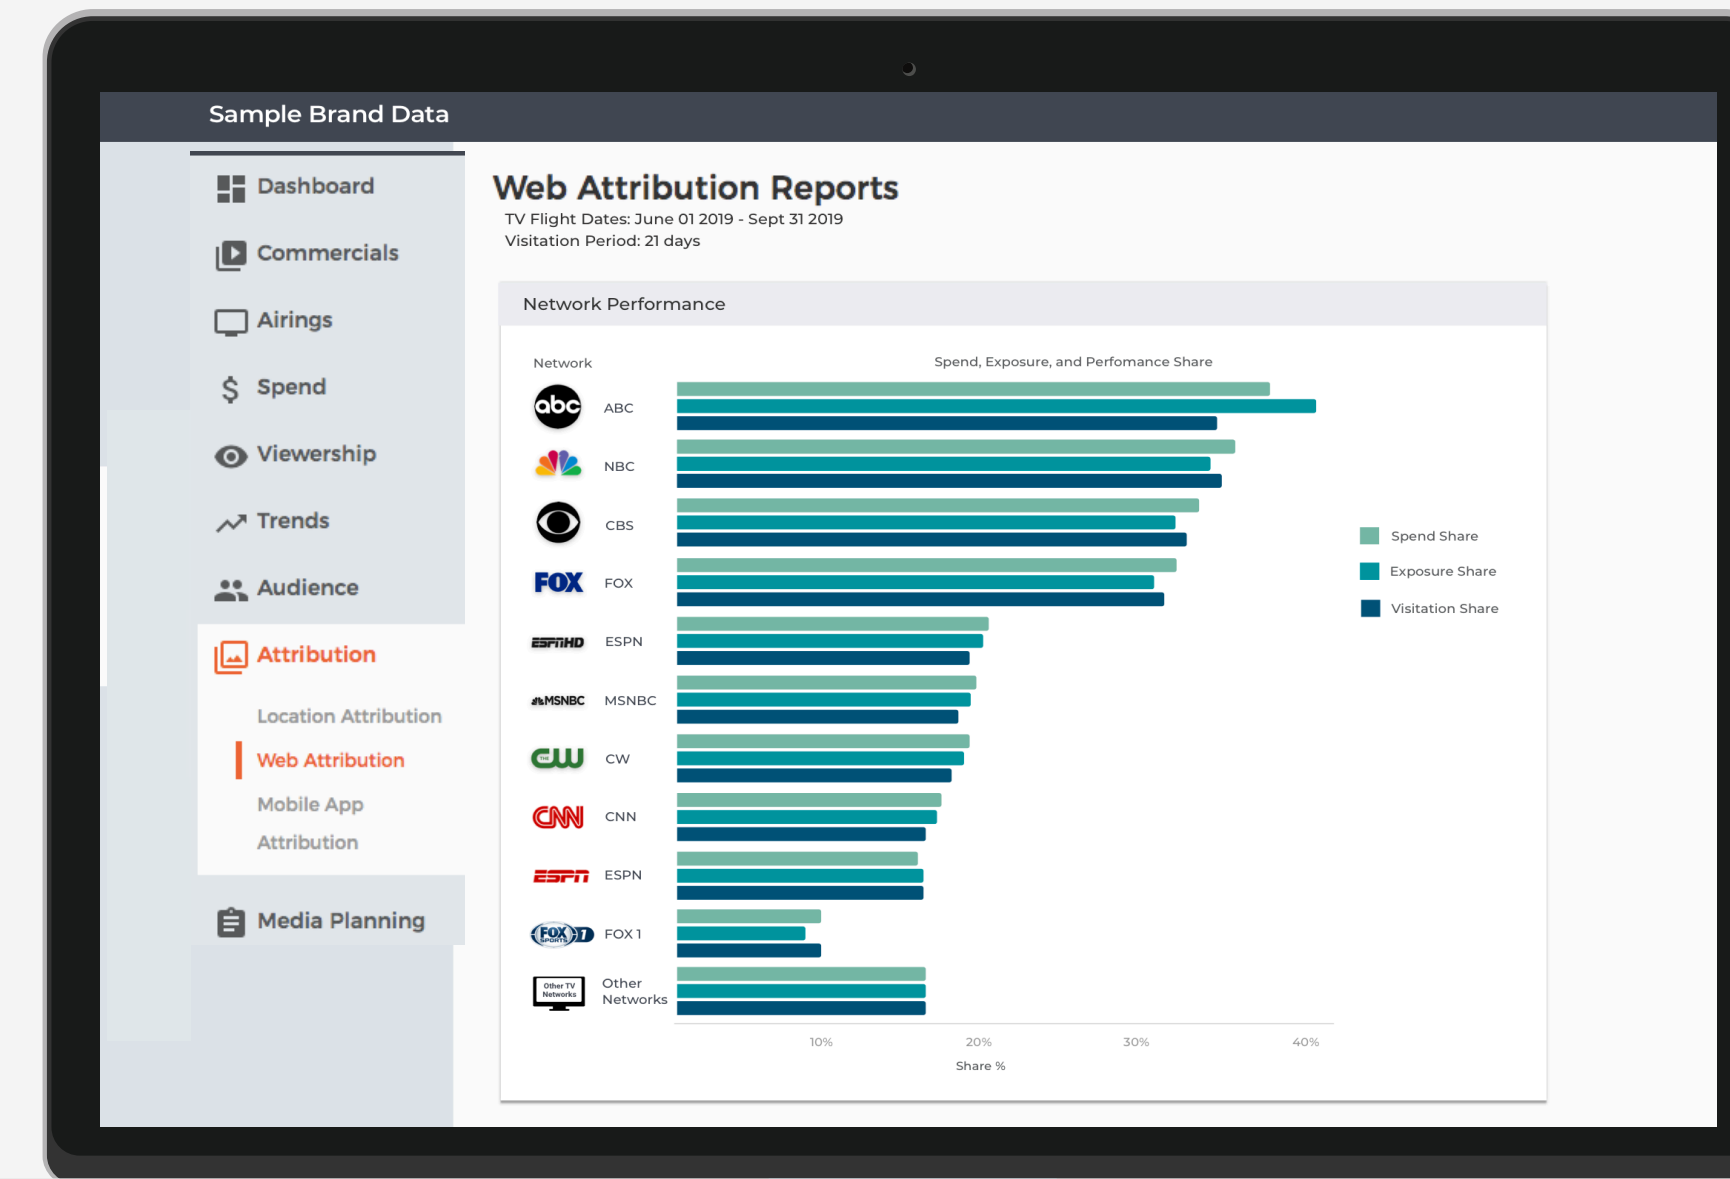 Sample Brand Data
Dashboard
Commercials
Airings
Spend
Viewership
Trends
Audience
Attribution
Location Attribution
Web Attribution
Mobile App
Attribution
Media Planning
Web Attribution Reports
TV Flight Dates: June 01 2019 - Sept 31 2019
Visitation Period: 21 days
Network Performance
Network
Spend, Exposure, and Perfomance Share
abc ABC
NBC
CBS
FOX FOX
ESPNHD ESPN
MSNBC MSNBC
THE CW CW
CNN CNN
ESPN ESPN
FOX SPORTS 1 FOX 1
Other TV
Networks
Other
Networks
Spend Share
Exposure Share
Visitation Share
10% 20% 30% 40%
Share %